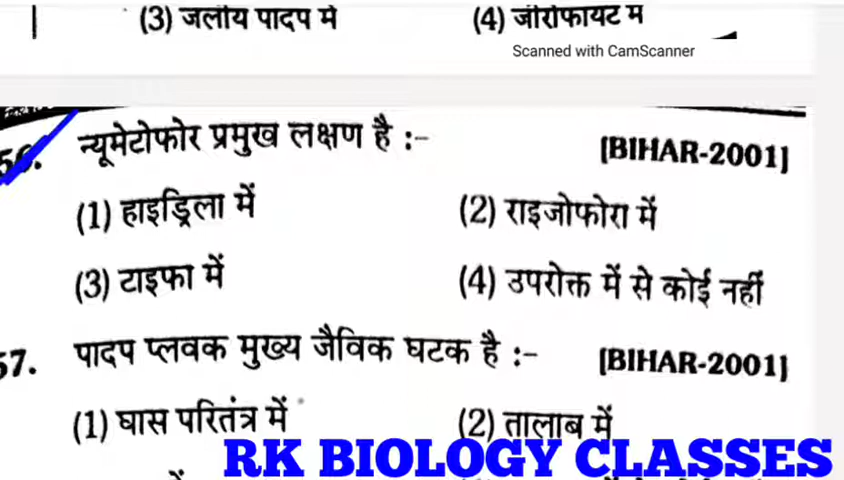 (3) जलीय पादप में (4) जीरोफायट में
Scanned with CamScanner
56. न्यूमेटोफोर प्रमुख लक्षण है :– [BIHAR-2001]
(1) हाइड्रिला में (2) राइजोफोरा में
(3) टाइफा में (4) उपरोक्त में से कोई नहीं
57. पादप प्लवक मुख्य जैविक घटक है :– [BIHAR-2001]
(1) घास परितंत्र में (2) तालाब में
RK BIOLOGY CLASSES